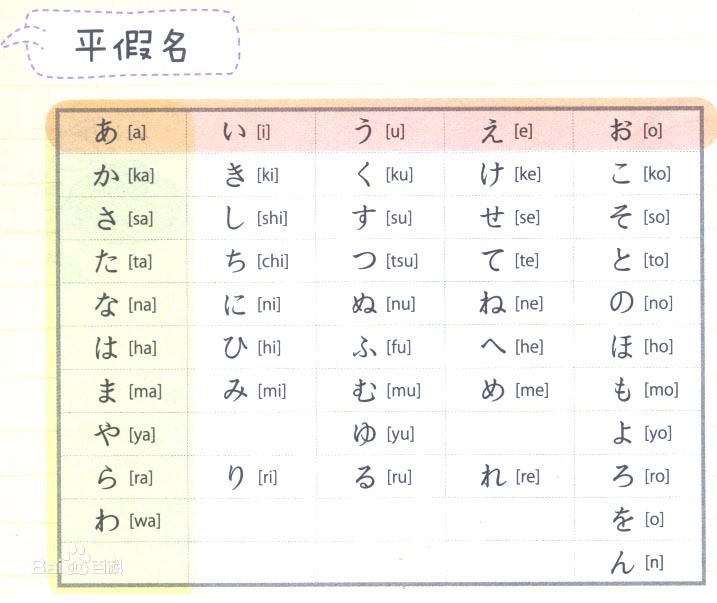 平假名
あ [a] い [i] う [u] え [e] お [o]
か [ka] き [ki] く [ku] け [ke] こ [ko]
さ [sa] し [shi] す [su] せ [se] そ [so]
た [ta] ち [chi] つ [tsu] て [te] と [to]
な [na] に [ni] ぬ [nu] ね [ne] の [no]
は [ha] ひ [hi] ふ [fu] へ [he] ほ [ho]
ま [ma] み [mi] む [mu] め [me] も [mo]
や [ya] ゆ [yu] よ [yo]
ら [ra] り [ri] る [ru] れ [re] ろ [ro]
わ [wa] を [o]
ん [n]
Bai百科